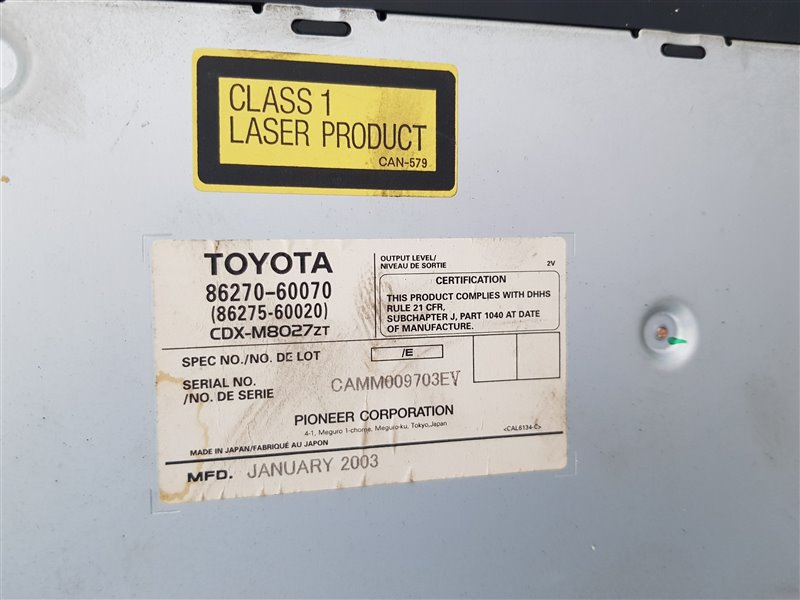 CLASS 1
LASER PRODUCT
CAN-579
TOYOTA
86270-60070
(86275-60020)
CDX-M8027ZT
OUTPUT LEVEL/
NIVEAU DE SORTIE
2V
CERTIFICATION
THIS PRODUCT COMPLIES WITH DHHS
RULE 21 CFR,
SUBCHAPTER J, PART 1040 AT DATE
OF MANUFACTURE.
SPEC NO./NO. DE LOT
/E
SERIAL NO.
/NO. DE SERIE
CAMM009703EV
PIONEER CORPORATION
4-1, Meguro 1-chome, Meguro-ku, Tokyo, Japan
<CAL6134-C>
MADE IN JAPAN/FABRIQUÉ AU JAPON
MFD. JANUARY 2003